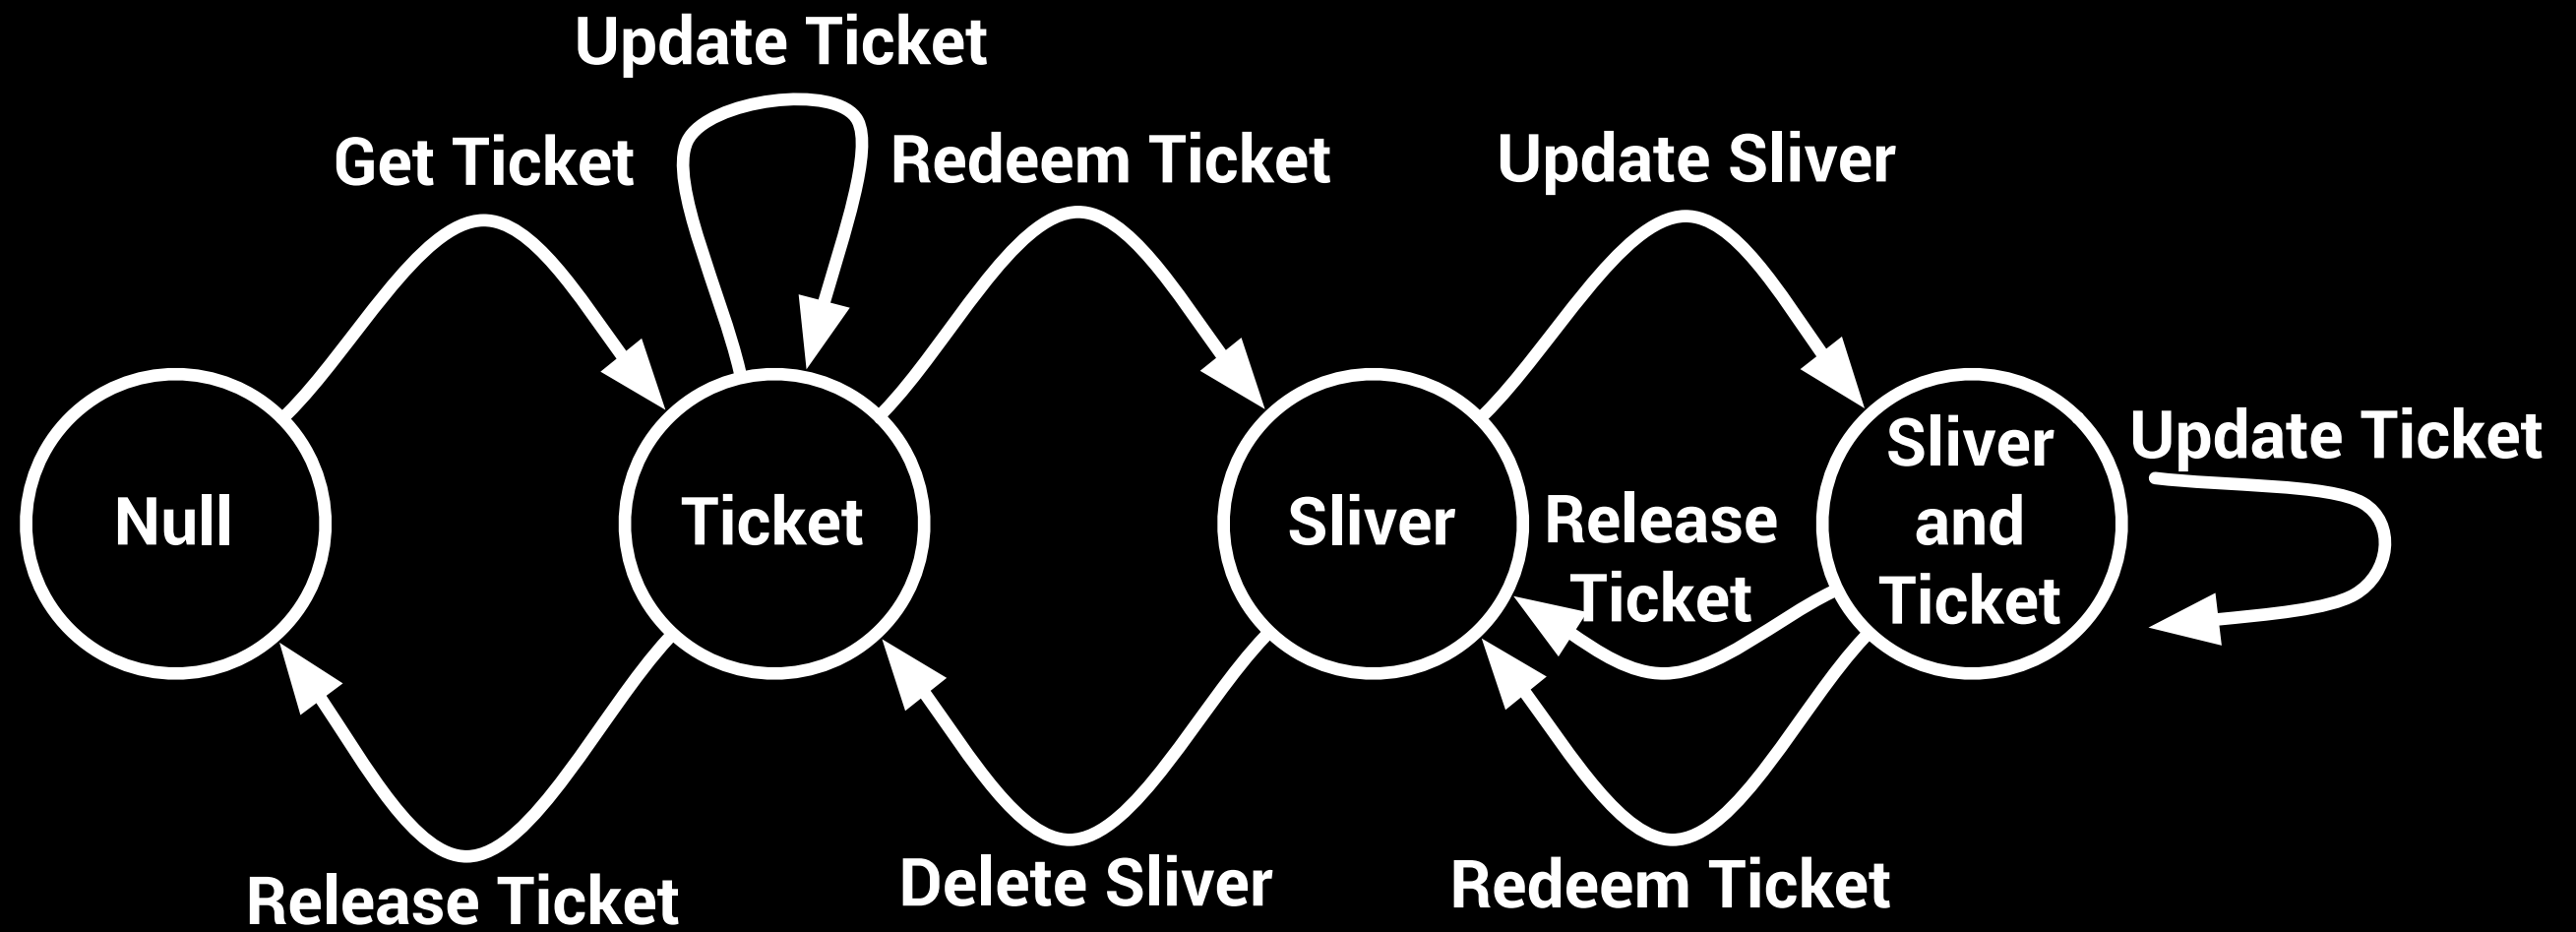 Update Ticket
Get Ticket
Redeem Ticket
Update Sliver
Null
Ticket
Sliver
Release
Ticket
Sliver
and
Ticket
Update Ticket
Release Ticket
Delete Sliver
Redeem Ticket